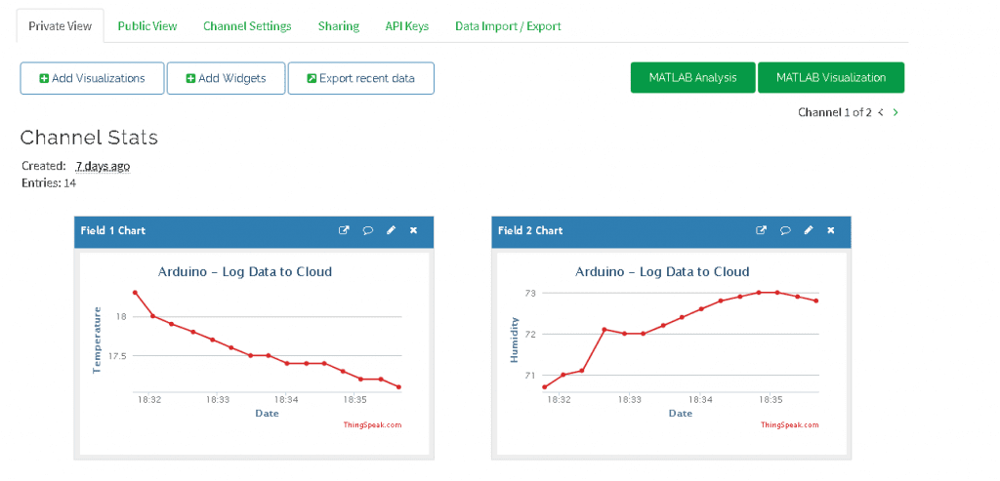 Private View Public View Channel Settings Sharing API Keys Data Import / Export
Add Visualizations Add Widgets Export recent data MATLAB Analysis MATLAB Visualization
Channel 1 of 2 < >
Channel Stats
Created: 7 days ago
Entries: 14
Field 1 Chart
Arduino - Log Data to Cloud
Temperature
18
17.5
18:32 18:33 18:34 18:35
Date
ThingSpeak.com
Field 2 Chart
Arduino - Log Data to Cloud
Humidity
73
72
71
18:32 18:33 18:34 18:35
Date
ThingSpeak.com